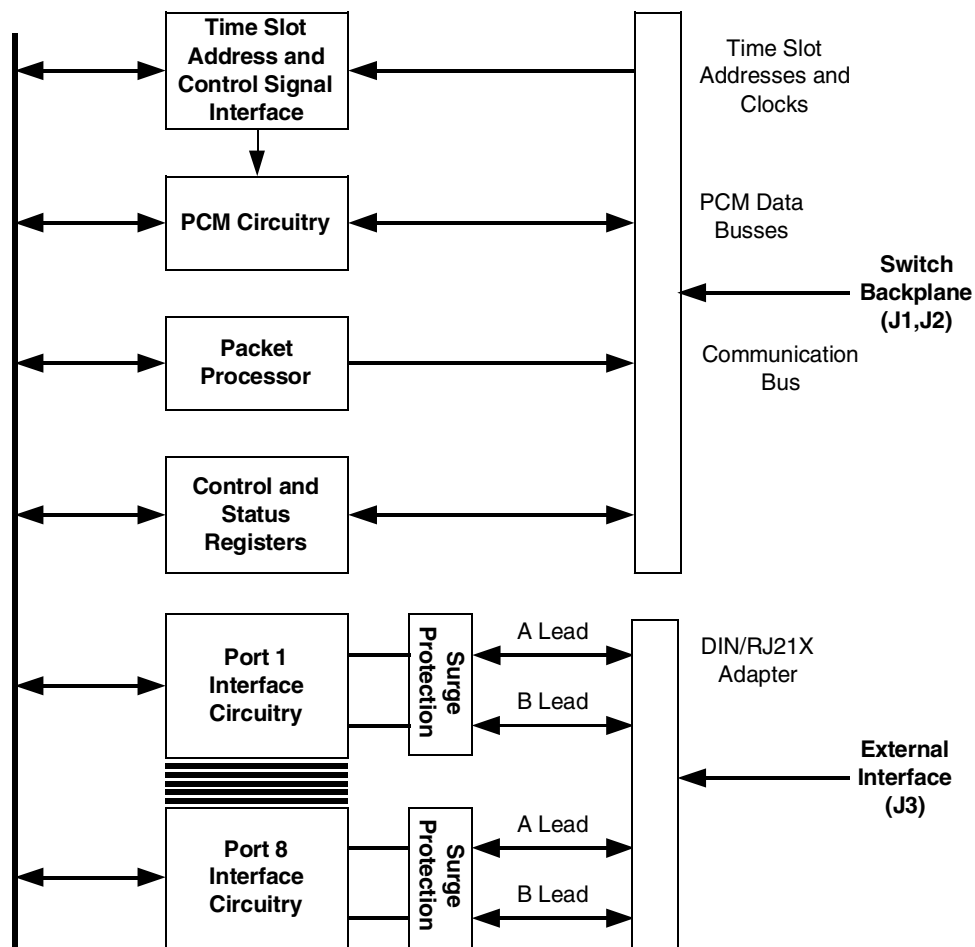 Time Slot
Address and
Control Signal
Interface
Time Slot
Addresses and
Clocks
PCM Circuitry
PCM Data
Busses
Switch
Backplane
(J1,J2)
Packet
Processor
Communication
Bus
Control and
Status
Registers
Port 1
Interface
Circuitry
Surge
Protection
A Lead
B Lead
DIN/RJ21X
Adapter
External
Interface
(J3)
Port 8
Interface
Circuitry
Surge
Protection
A Lead
B Lead